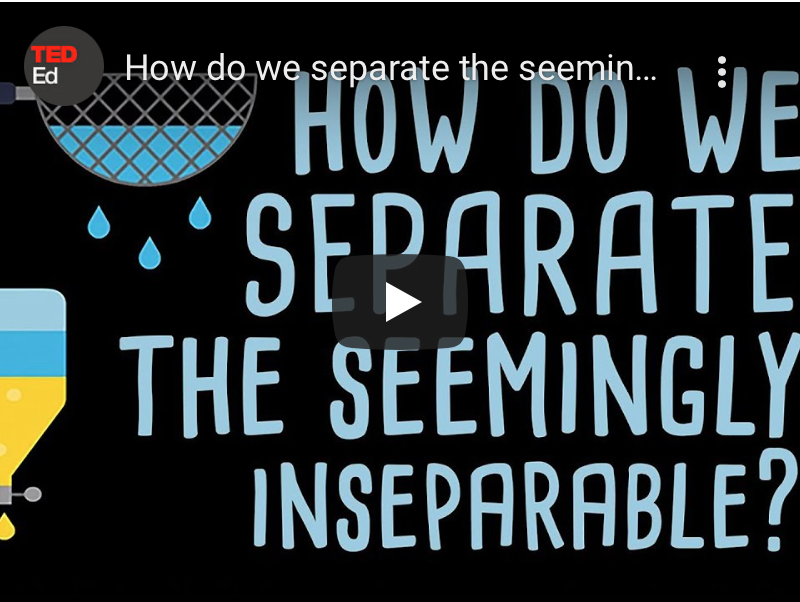 TED
Ed
How do we separate the seemin...
HOW DO WE
SEPARATE
THE SEEMINGLY
INSEPARABLE?